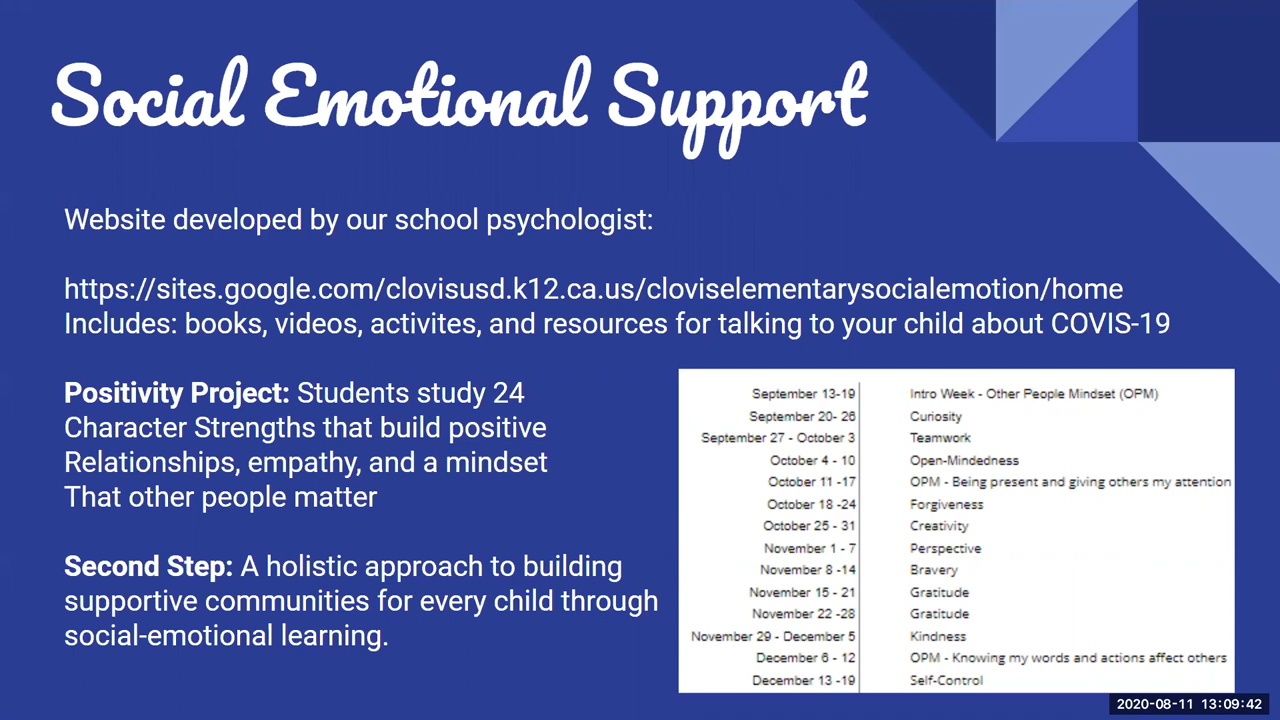 Social Emotional Support
Website developed by our school psychologist:
https://sites.google.com/clovisusd.k12.ca.us/cloviselementarysocialemotion/home
Includes: books, videos, activites, and resources for talking to your child about COVIS-19
Positivity Project: Students study 24
Character Strengths that build positive
Relationships, empathy, and a mindset
That other people matter
Second Step: A holistic approach to building
supportive communities for every child through
social-emotional learning.
September 13-19 Intro Week - Other People Mindset (OPM)
September 20- 26 Curiosity
September 27 - October 3 Teamwork
October 4 - 10 Open-Mindedness
October 11 -17 OPM - Being present and giving others my attention
October 18 -24 Forgiveness
October 25 - 31 Creativity
November 1 - 7 Perspective
November 8 -14 Bravery
November 15 - 21 Gratitude
November 22 -28 Gratitude
November 29 - December 5 Kindness
December 6 - 12 OPM - Knowing my words and actions affect others
December 13 -19 Self-Control
2020-08-11 13:09:42